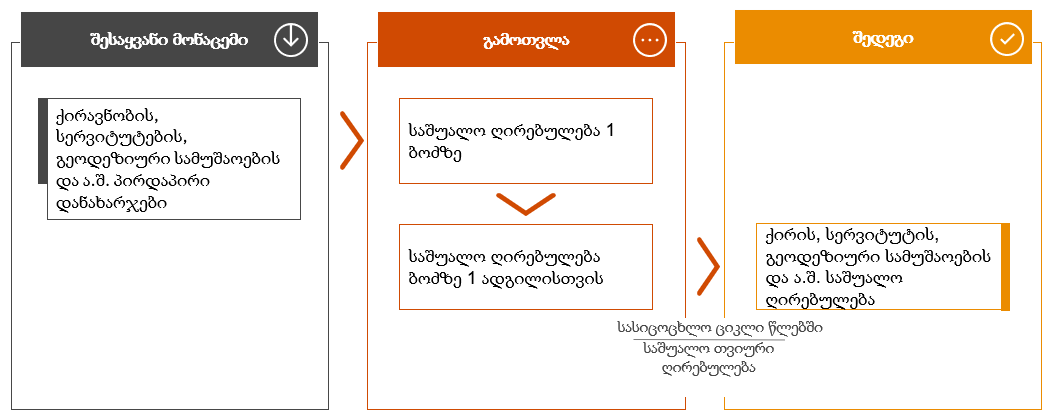 შესაყვანი მონაცემი
გამოთვლა
შედეგი
ქირავნობის,
სერვიტუტების,
გეოდეზიური სამუშაოების
და ა.შ. პირდაპირი
დანახარჯები
საშუალო ღირებულება 1
ბოძზე
საშუალო ღირებულება
ბოძზე 1 ადგილისთვის
ქირის, სერვიტუტის,
გეოდეზიური სამუშაოების
და ა.შ. საშუალო
ღირებულება
სასიცოცხლო ციკლი წლებში
საშუალო თვიური
ღირებულება